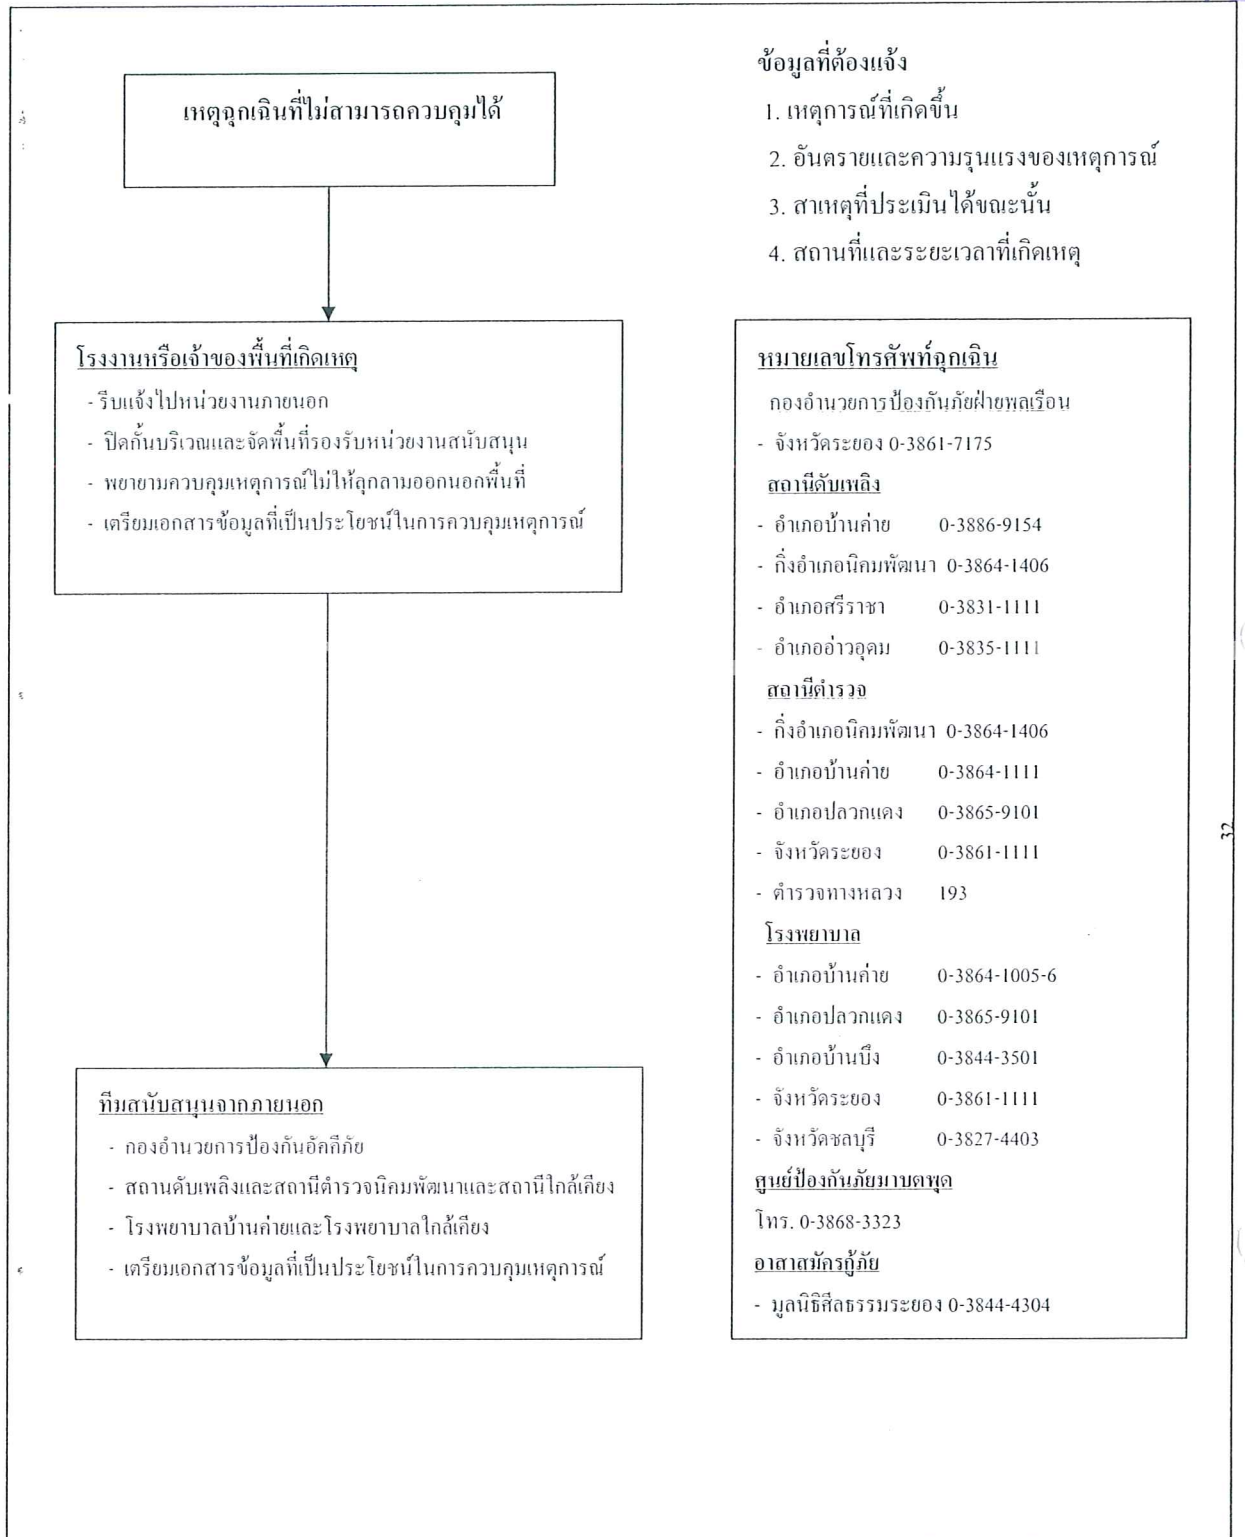 เหตุฉุกเฉินที่ไม่สามารถควบคุมได้
ข้อมูลที่ต้องแจ้ง
1. เหตุการณ์ที่เกิดขึ้น
2. อันตรายและความรุนแรงของเหตุการณ์
3. สาเหตุที่ประเมินได้ขณะนั้น
4. สถานที่และระยะเวลาที่เกิดเหตุ
โรงงานหรือเจ้าของพื้นที่เกิดเหตุ
- รีบแจ้งไปหน่วยงานภายนอก
- ปิดกั้นบริเวณและจัดพื้นที่รองรับหน่วยงานสนับสนุน
- พยายามควบคุมเหตุการณ์ไม่ให้ลุกลามออกนอกพื้นที่
- เตรียมเอกสารข้อมูลที่เป็นประโยชน์ในการควบคุมเหตุการณ์
ทีมสนับสนุนจากภายนอก
- กองอำนวยการป้องกันอัคคีภัย
- สถานดับเพลิงและสถานีตำรวจนิคมพัฒนาและสถานีใกล้เคียง
- โรงพยาบาลบ้านค่ายและโรงพยาบาลใกล้เคียง
- เตรียมเอกสารข้อมูลที่เป็นประโยชน์ในการควบคุมเหตุการณ์
หมายเลขโทรศัพท์ฉุกเฉิน
กองอำนวยการป้องกันภัยฝ่ายพลเรือน
- จังหวัดระยอง 0-3861-7175
สถานีดับเพลิง
- อำเภอบ้านค่าย 0-3886-9154
- กิ่งอำเภอนิคมพัฒนา 0-3864-1406
- อำเภอศรีราชา 0-3831-1111
- อำเภออ่าวอุดม 0-3835-1111
สถานีตำรวจ
- กิ่งอำเภอนิคมพัฒนา 0-3864-1406
- อำเภอบ้านค่าย 0-3864-1111
- อำเภอปลวกแดง 0-3865-9101
- จังหวัดระยอง 0-3861-1111
- ตำรวจทางหลวง 193
โรงพยาบาล
- อำเภอบ้านค่าย 0-3864-1005-6
- อำเภอปลวกแดง 0-3865-9101
- อำเภอบ้านบึง 0-3844-3501
- จังหวัดระยอง 0-3861-1111
- จังหวัดชลบุรี 0-3827-4403
ศูนย์ป้องกันภัยมาบตพุด
โทร. 0-3868-3323
อาสาสมัครกู้ภัย
- มูลนิธิศีลธรรมระยอง 0-3844-4304
32